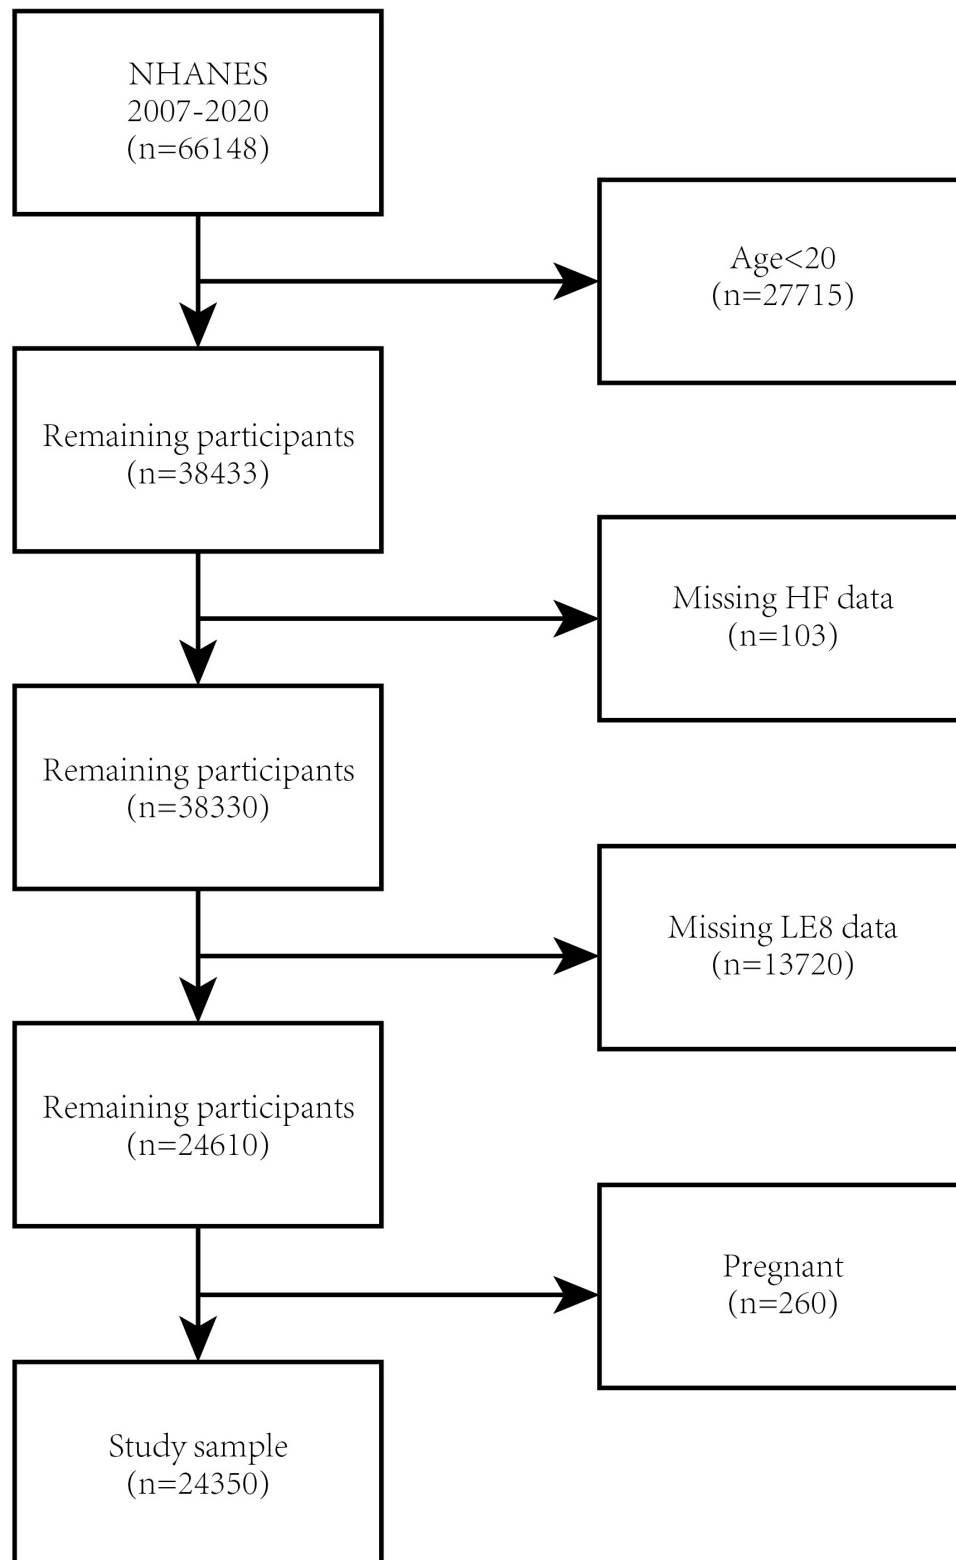 NHANES
2007-2020
(n=66148)
Age<20
(n=27715)
Remaining participants
(n=38433)
Missing HF data
(n=103)
Remaining participants
(n=38330)
Missing LE8 data
(n=13720)
Remaining participants
(n=24610)
Pregnant
(n=260)
Study sample
(n=24350)